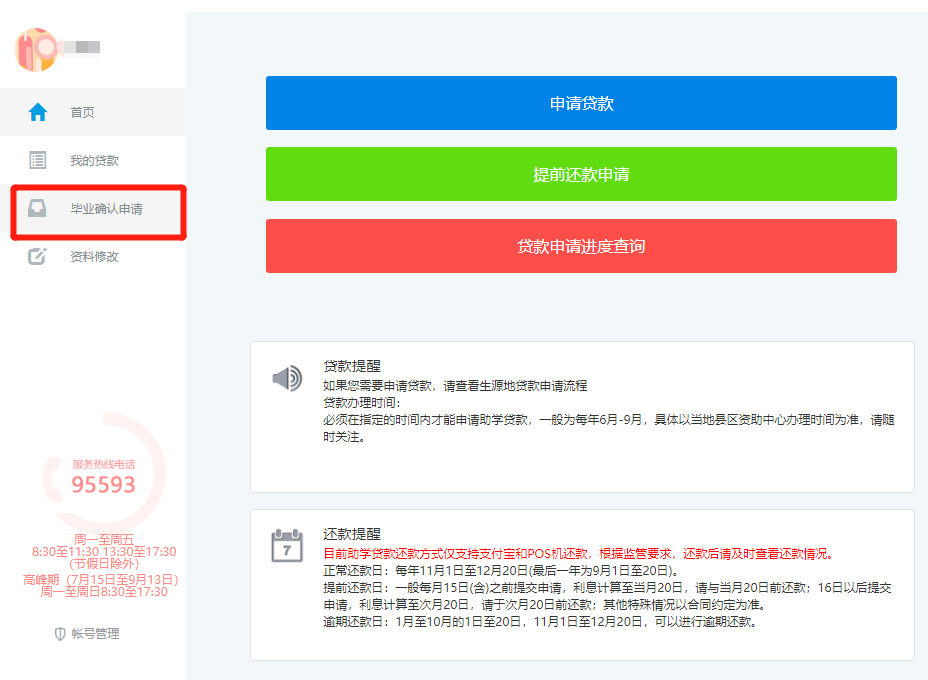 首页
我的贷款
毕业确认申请
资料修改
服务热线电话
95593
周一至周五
8:30至11:30 13:30至17:30
(节假日除外)
高峰期（7月15日至9月13日）
周一至周日8:30至17:30
帐号管理
申请贷款
提前还款申请
贷款申请进度查询
贷款提醒
如果您需要申请贷款，请查看生源地贷款申请流程
贷款办理时间：
必须在指定的时间内才能申请助学贷款，一般为每年6月-9月，具体以当地县区资助中心办理时间为准，请随
时关注。
7
还款提醒
目前助学贷款还款方式仅支持支付宝和POS机还款，根据监管要求，还款后请及时查看还款情况。
正常还款日：每年11月1日至12月20日(最后一年为9月1日至20日)。
提前还款日：一般每月15日(含)之前提交申请，利息计算至当月20日，请与当月20日前还款；16日以后提交
申请，利息计算至次月20日，请于次月20日前还款；其他特殊情况以合同约定为准。
逾期还款日：1月至10月的1日至20日，11月1日至12月20日，可以进行逾期还款。